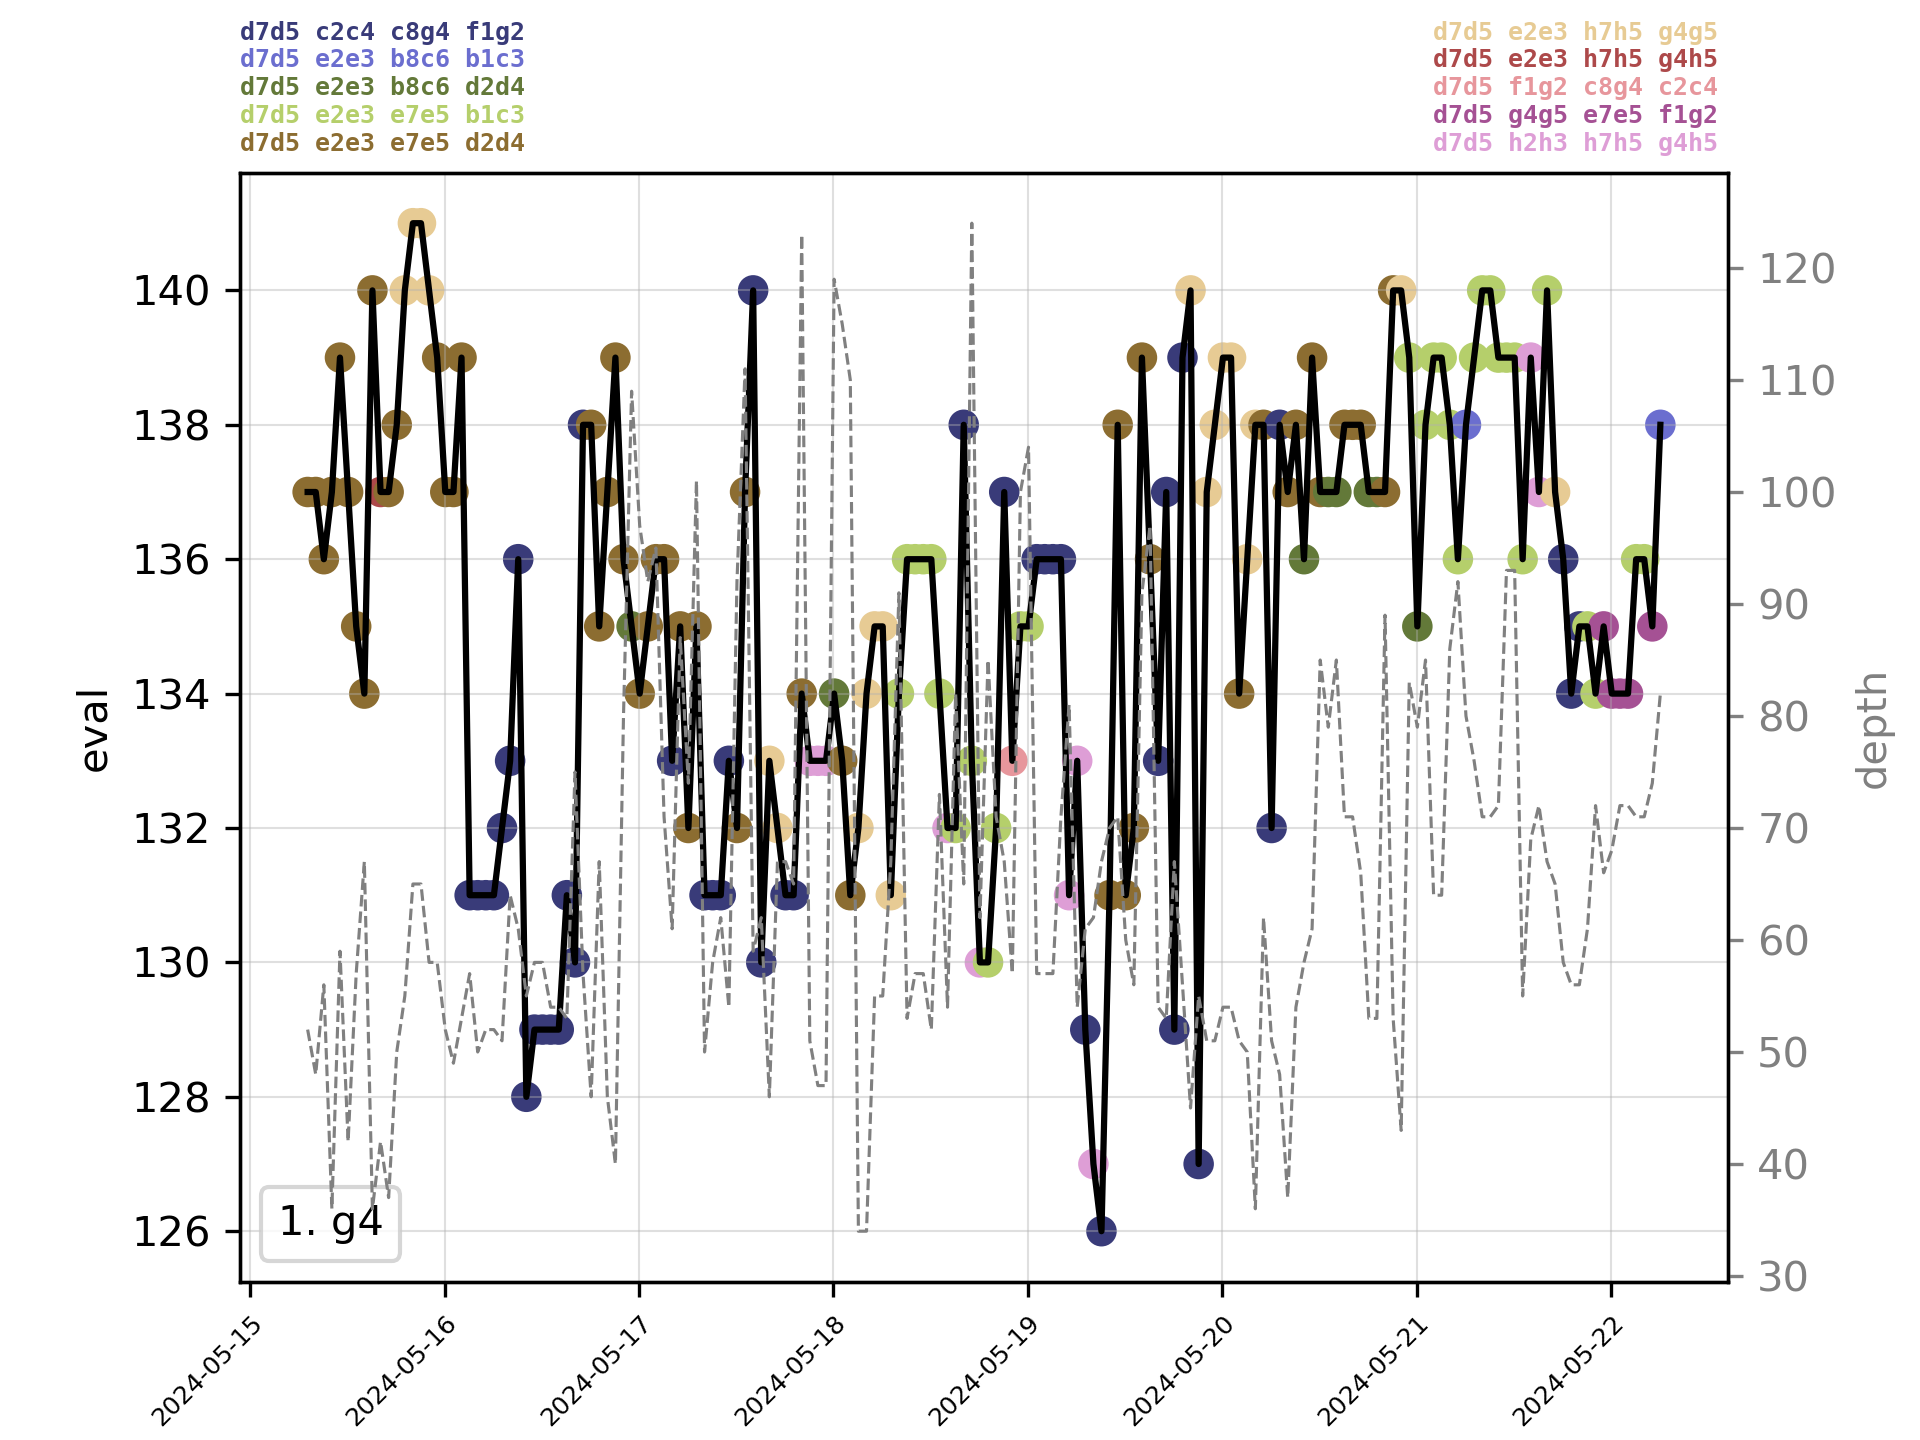 d7d5 c2c4 c8g4 f1g2
d7d5 e2e3 b8c6 b1c3
d7d5 e2e3 b8c6 d2d4
d7d5 e2e3 e7e5 b1c3
d7d5 e2e3 e7e5 d2d4
d7d5 e2e3 h7h5 g4g5
d7d5 e2e3 h7h5 g4h5
d7d5 f1g2 c8g4 c2c4
d7d5 g4g5 e7e5 f1g2
d7d5 h2h3 h7h5 g4h5
eval
140
138
136
134
132
130
128
126
1. g4
120
110
100
90
80
70
60
50
40
30
depth
2024-05-15
2024-05-16
2024-05-17
2024-05-18
2024-05-19
2024-05-20
2024-05-21
2024-05-22